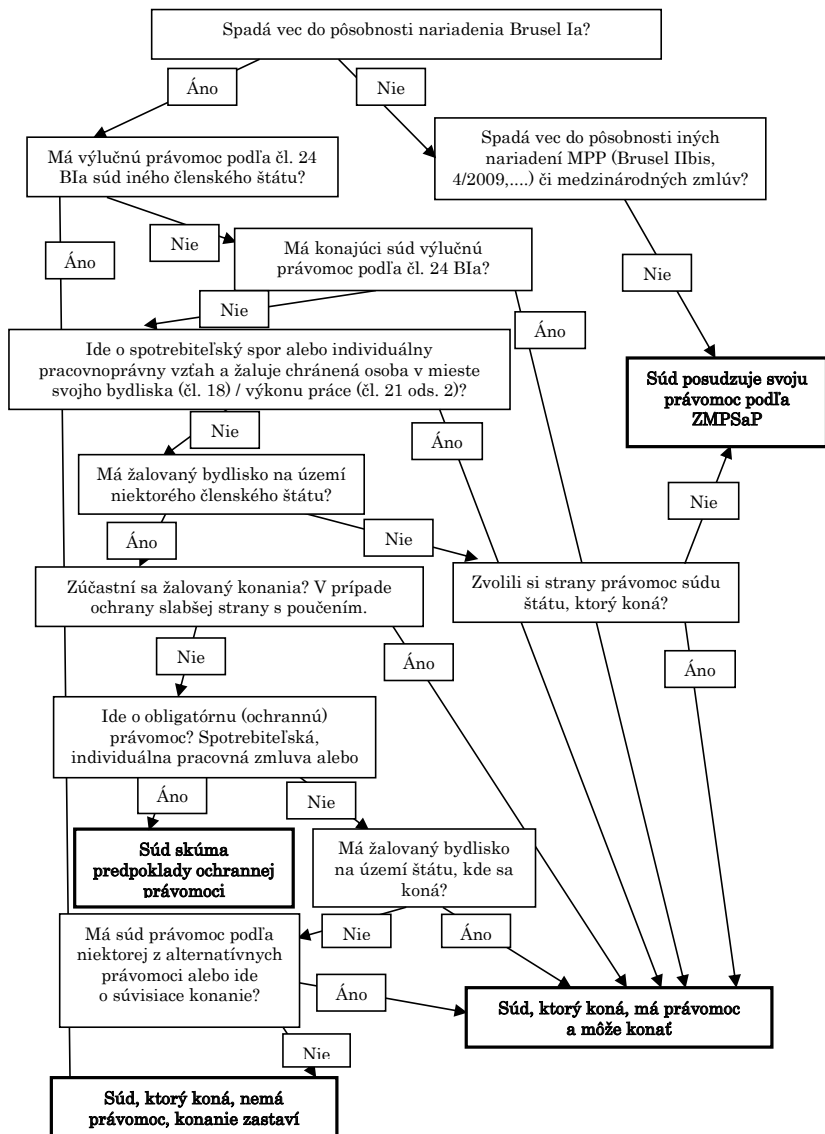 Spadá vec do pôsobnosti nariadenia Brusel Ia?
Áno
Nie
Má výlučnú právomoc podľa čl. 24
BIa súd iného členského štátu?
Spadá vec do pôsobnosti iných
nariadení MPP (Brusel IIbis,
4/2009,....) či medzinárodných zmlúv?
Áno
Nie
Má konajúci súd výlučnú
právomoc podľa čl. 24 BIa?
Nie
Nie
Áno
Ide o spotrebiteľský spor alebo individuálny
pracovnoprávny vzťah a žaluje chránená osoba v mieste
svojho bydliska (čl. 18) / výkonu práce (čl. 21 ods. 2)?
Súd posudzuje svoju
právomoc podľa
ZMPSaP
Nie
Áno
Má žalovaný bydlisko na území
niektorého členského štátu?
Nie
Áno
Nie
Zúčastní sa žalovaný konania? V prípade
ochrany slabšej strany s poučením.
Zvolili si strany právomoc súdu
štátu, ktorý koná?
Nie
Áno
Áno
Ide o obligatórnu (ochrannú)
právomoc? Spotrebiteľská,
individuálna pracovná zmluva alebo
Áno
Nie
Súd skúma
predpoklady ochrannej
právomoci
Má žalovaný bydlisko
na území štátu, kde sa
koná?
Nie
Áno
Má súd právomoc podľa
niektorej z alternatívnych
právomoci alebo ide
o súvisiace konanie?
Áno
Súd, ktorý koná, má právomoc
a môže konať
Nie
Súd, ktorý koná, nemá
právomoc, konanie zastaví